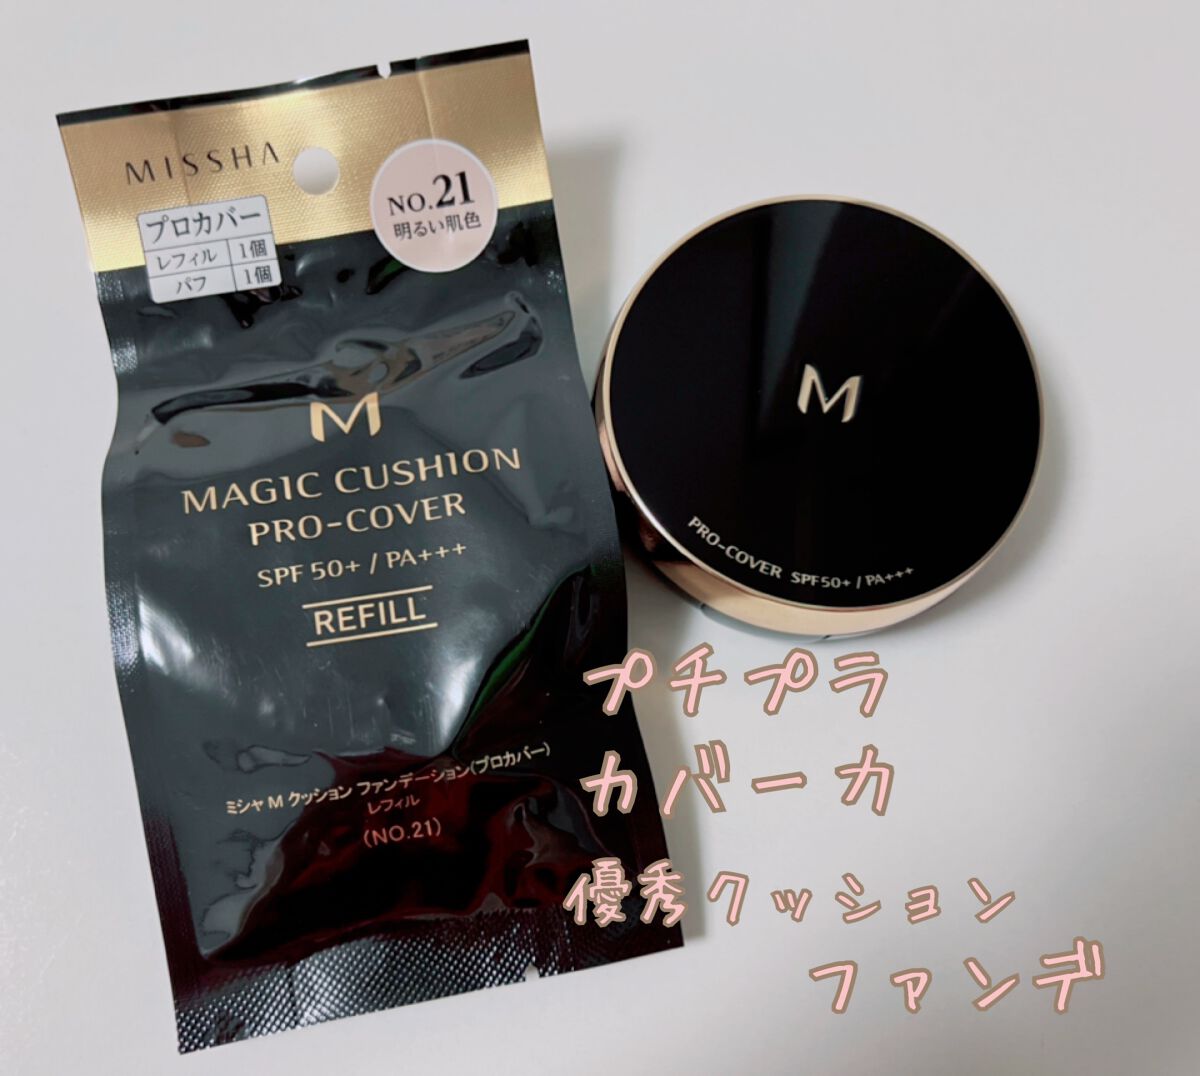 MISSHA
NO.21
明るい肌色
プロカバー
レフィル 1個
パフ 1個
M
MAGIC CUSHION
PRO-COVER
SPF 50+ / PA+++
REFILL
ミシャ M クッション ファンデーション(プロカバー)
レフィル
(NO.21)
M
PRO-COVER SPF50+ / PA+++
プチプラ
カバー力
優秀クッション
ファンデ